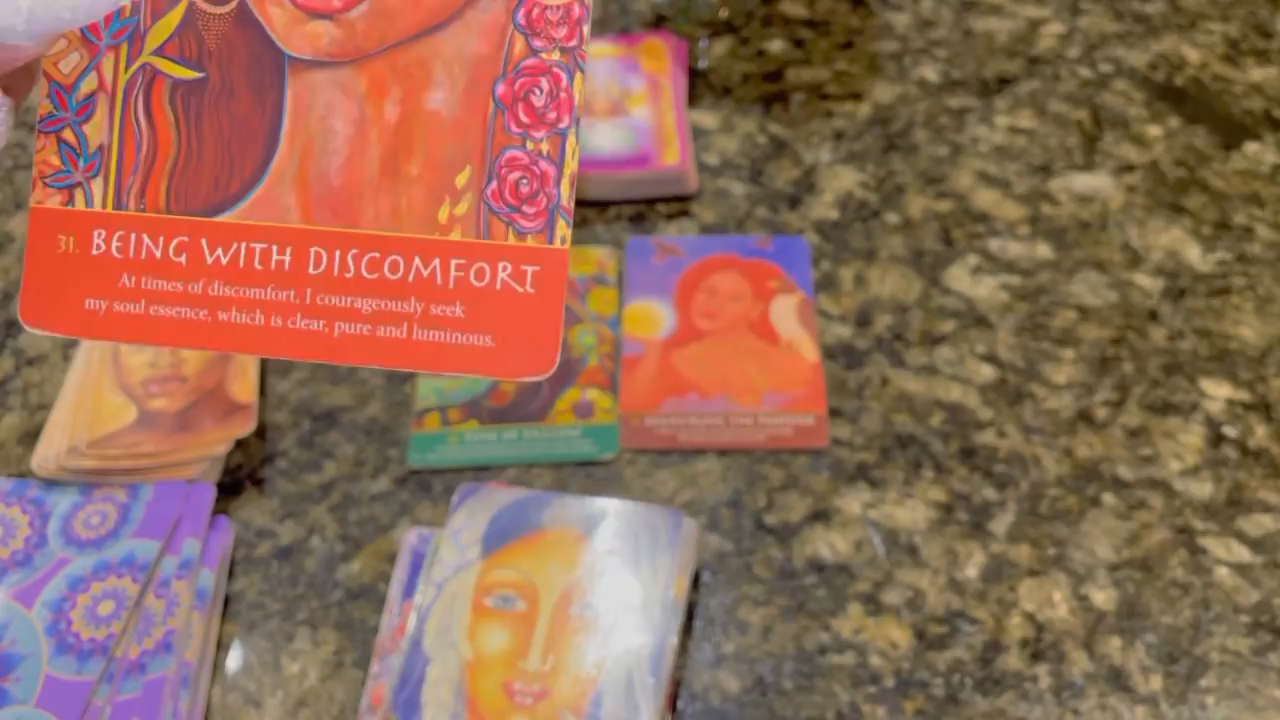 31. BEING WITH DISCOMFORT
At times of discomfort, I courageously seek
my soul essence, which is clear, pure and luminous.